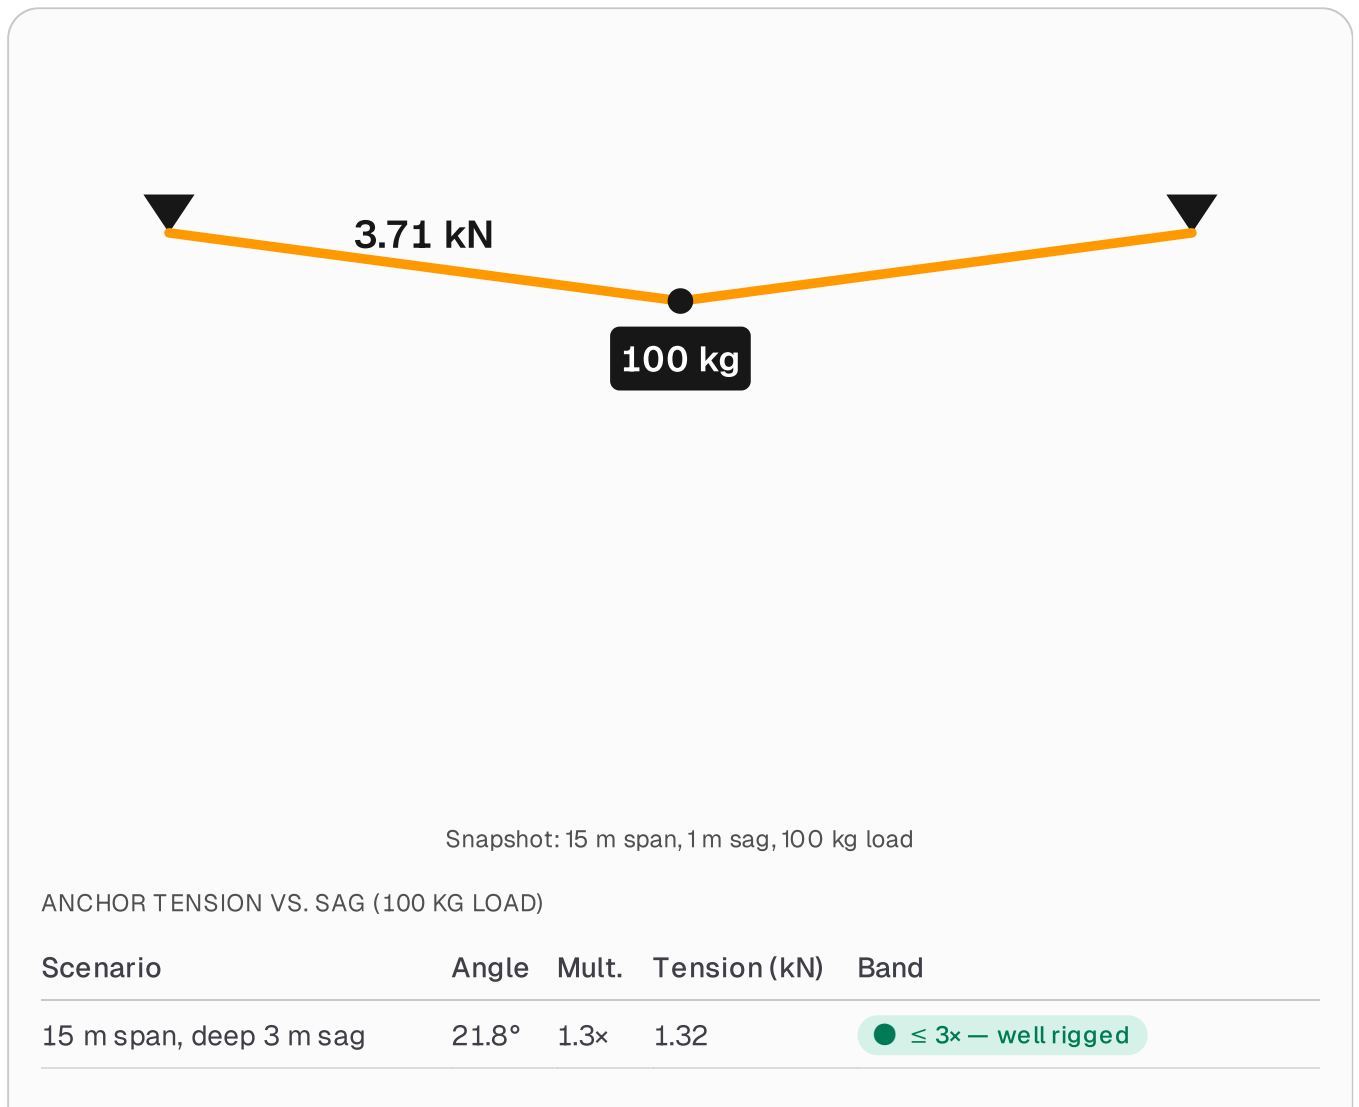 3.71 kN
100 kg
Snapshot: 15 m span, 1 m sag, 100 kg load
ANCHOR TENSION VS. SAG (100 KG LOAD)
Scenario Angle Mult. Tension (kN) Band
15 m span, deep 3 m sag 21.8° 1.3× 1.32 ≤ 3× — well rigged